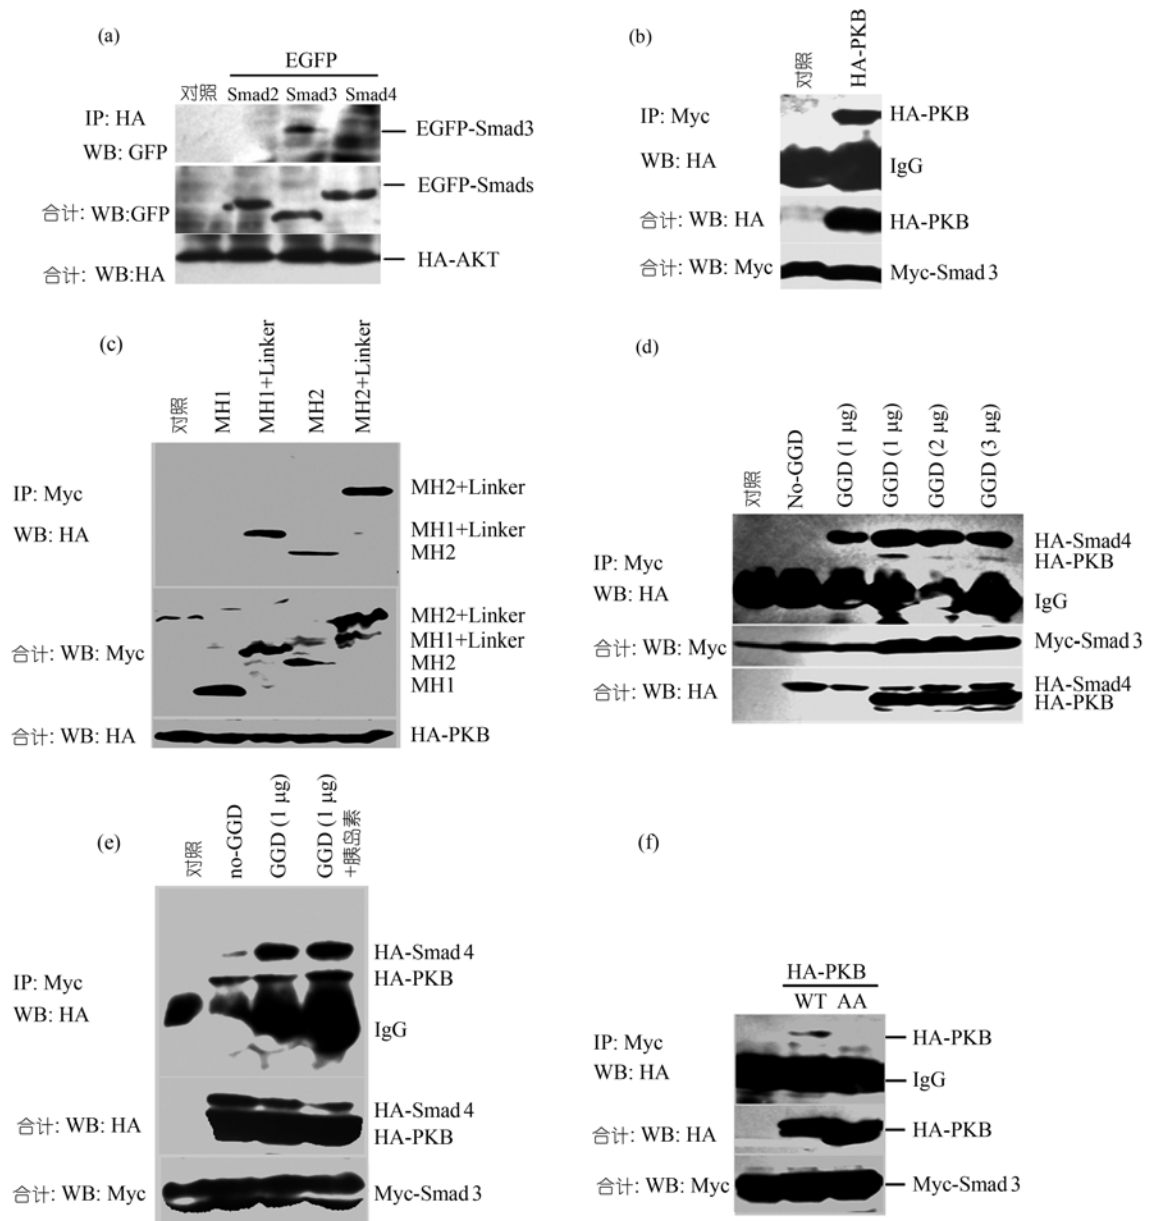 (a)
EGFP
对照 Smad2 Smad3 Smad4
IP: HA
WB: GFP
EGFP-Smad3
EGFP-Smads
合计: WB:GFP
HA-AKT
合计: WB:HA
(b)
对照 HA-PKB
IP: Myc
HA-PKB
WB: HA
IgG
合计: WB: HA
HA-PKB
合计: WB: Myc
Myc-Smad 3
(c)
对照 MH1 MH1+Linker MH2 MH2+Linker
IP: Myc
MH2+Linker
WB: HA
MH1+Linker
MH2
MH2+Linker
合计: WB: Myc
MH1+Linker
MH2
MH1
合计: WB: HA
HA-PKB
(d)
对照 No-GGD GGD (1 μg) GGD (1 μg) GGD (2 μg) GGD (3 μg)
HA-Smad4
IP: Myc
HA-PKB
WB: HA
IgG
合计: WB: Myc
Myc-Smad 3
合计: WB: HA
HA-Smad4
HA-PKB
(e)
对照 no-GGD GGD (1 μg) GGD (1 μg)
+胰岛素
HA-Smad 4
IP: Myc
HA-PKB
WB: HA
IgG
合计: WB: HA
HA-Smad 4
HA-PKB
合计: WB: Myc
Myc-Smad 3
(f)
HA-PKB
WT AA
IP: Myc
HA-PKB
WB: HA
IgG
合计: WB: HA
HA-PKB
合计: WB: Myc
Myc-Smad 3